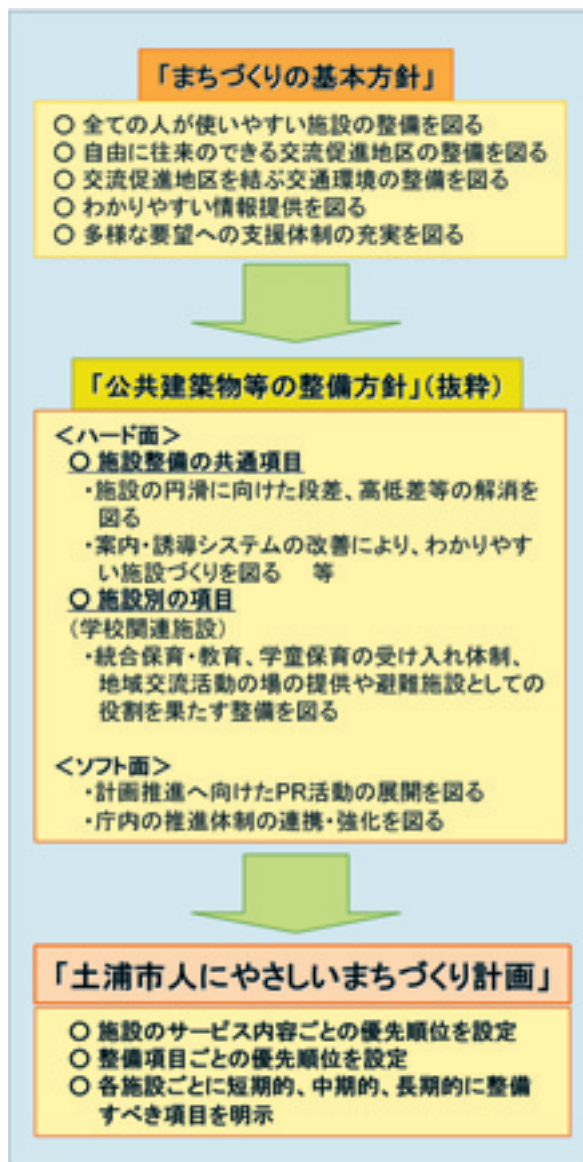 「まちづくりの基本方針」
○ 全ての人が使いやすい施設の整備を図る
○ 自由に往来のできる交流促進地区の整備を図る
○ 交流促進地区を結ぶ交通環境の整備を図る
○ わかりやすい情報提供を図る
○ 多様な要望への支援体制の充実を図る
「公共建築物等の整備方針」(抜粋)
<ハード面>
○ 施設整備の共通項目
・施設の円滑に向けた段差、高低差等の解消を
図る
・案内・誘導システムの改善により、わかりやす
い施設づくりを図る 等
○ 施設別の項目
(学校関連施設)
・統合保育・教育、学童保育の受け入れ体制、
地域交流活動の場の提供や避難施設としての
役割を果たす整備を図る
<ソフト面>
・計画推進へ向けたPR活動の展開を図る
・庁内の推進体制の連携・強化を図る
「土浦市人にやさしいまちづくり計画」
○ 施設のサービス内容ごとの優先順位を設定
○ 整備項目ごとの優先順位を設定
○ 各施設ごとに短期的、中期的、長期的に整備
すべき項目を明示